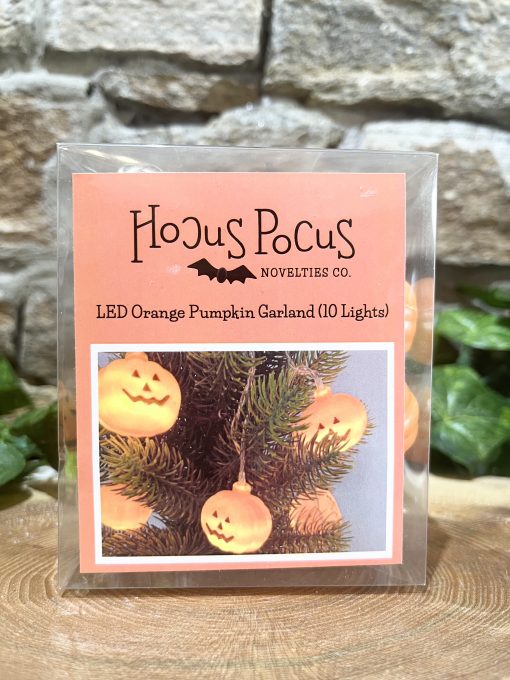 Hocus Pocus
NOVELTIES CO.
LED Orange Pumpkin Garland (10 Lights)